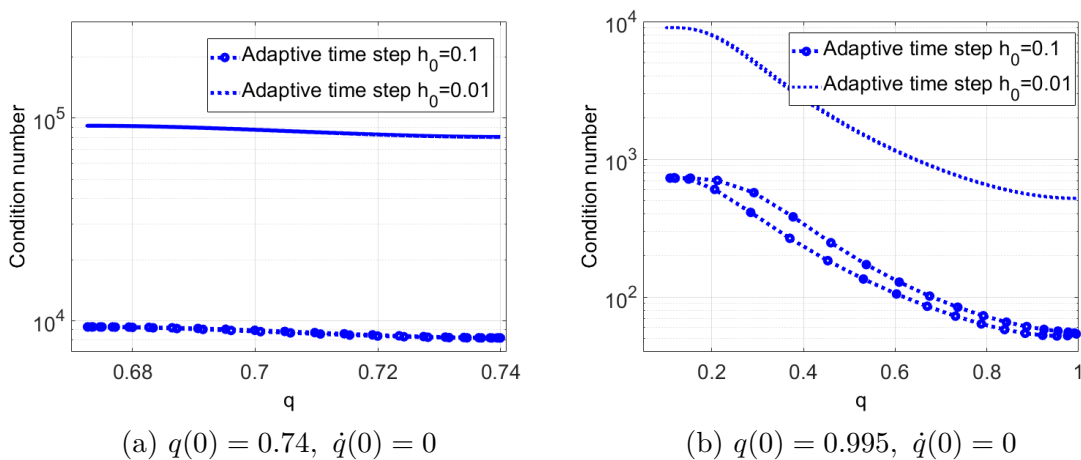 Adaptive time step h_0=0.1
Adaptive time step h_0=0.01
Condition number
10^5
10^4
0.68
0.7
0.72
0.74
q
(a) q(0) = 0.74, q̇(0) = 0
Adaptive time step h_0=0.1
Adaptive time step h_0=0.01
Condition number
10^4
10^3
10^2
0.2
0.4
0.6
0.8
1
q
(b) q(0) = 0.995, q̇(0) = 0